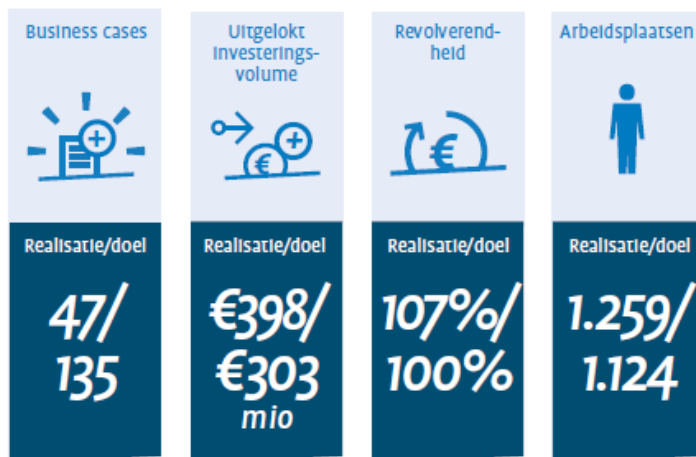 Business cases
Realisatie/doel
47/
135
Uitgelokt
investerings-
volume
€
Realisatie/doel
€398/
€303
mio
Revolverend-
heid
€
Realisatie/doel
107%/
100%
Arbeidsplaatsen
Realisatie/doel
1.259/
1.124